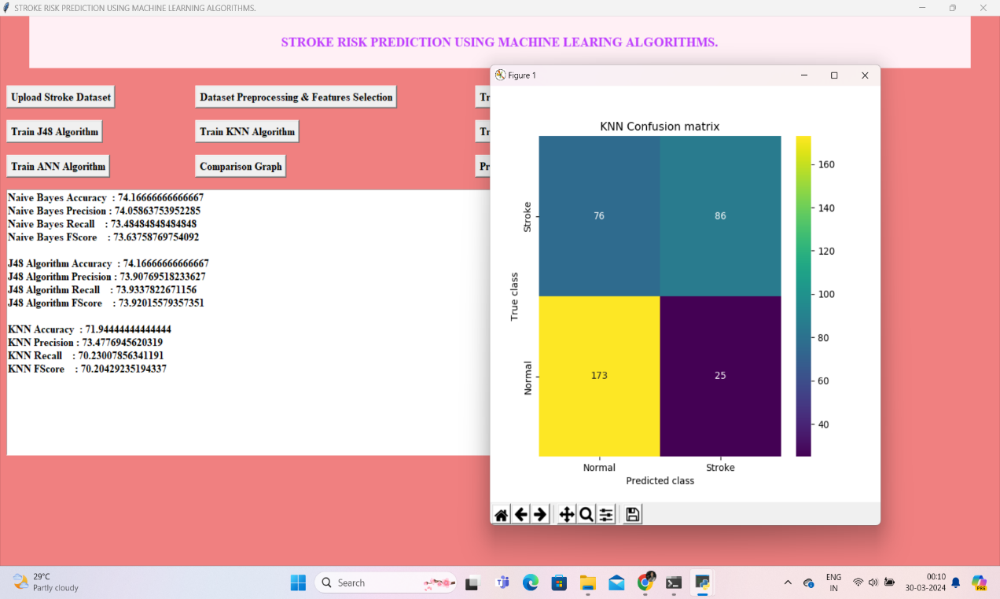 STROKE RISK PREDICTION USING MACHINE LEARNING ALGORITHMS.
STROKE RISK PREDICTION USING MACHINE LEARING ALGORITHMS.
Upload Stroke Dataset
Dataset Preprocessing & Features Selection
Tr
Train J48 Algorithm
Train KNN Algorithm
Tr
Train ANN Algorithm
Comparison Graph
Pr
Naive Bayes Accuracy : 74.16666666666667
Naive Bayes Precision : 74.05863753952285
Naive Bayes Recall : 73.48484848484848
Naive Bayes FScore : 73.63758769754092
J48 Algorithm Accuracy : 74.16666666666667
J48 Algorithm Precision : 73.90769518233627
J48 Algorithm Recall : 73.9337822671156
J48 Algorithm FScore : 73.92015579357351
KNN Accuracy : 71.94444444444444
KNN Precision : 73.4776945620319
KNN Recall : 70.23007856341191
KNN FScore : 70.20429235194337
Figure 1
KNN Confusion matrix
Stroke
76
86
True class
Normal
173
25
Normal
Stroke
Predicted class
160
140
120
100
80
60
40
29°C
Partly cloudy
Search
ENG
IN
00:10
30-03-2024
PRE